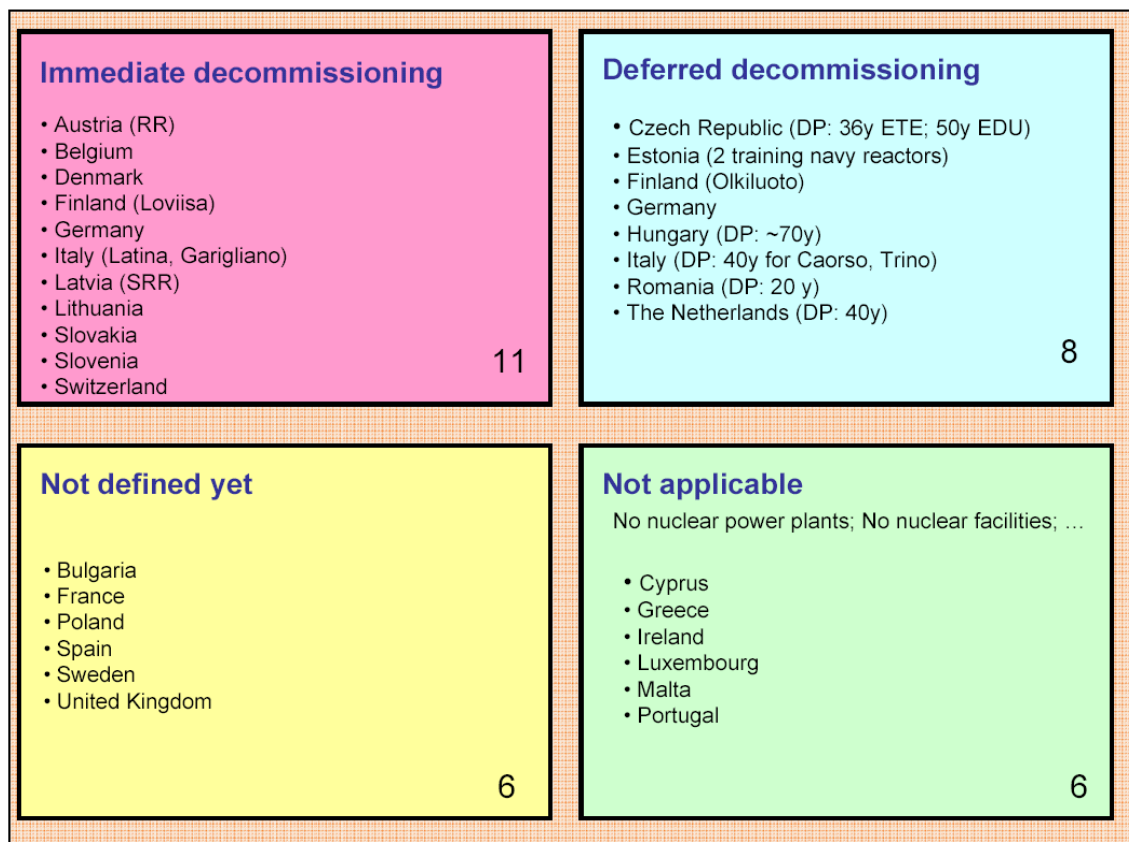 Immediate decommissioning
• Austria (RR)
• Belgium
• Denmark
• Finland (Loviisa)
• Germany
• Italy (Latina, Garigliano)
• Latvia (SRR)
• Lithuania
• Slovakia
• Slovenia
• Switzerland
11
Deferred decommissioning
• Czech Republic (DP: 36y ETE; 50y EDU)
• Estonia (2 training navy reactors)
• Finland (Olkiluoto)
• Germany
• Hungary (DP: ~70y)
• Italy (DP: 40y for Caorso, Trino)
• Romania (DP: 20 y)
• The Netherlands (DP: 40y)
8
Not defined yet
• Bulgaria
• France
• Poland
• Spain
• Sweden
• United Kingdom
6
Not applicable
No nuclear power plants; No nuclear facilities; …
• Cyprus
• Greece
• Ireland
• Luxembourg
• Malta
• Portugal
6